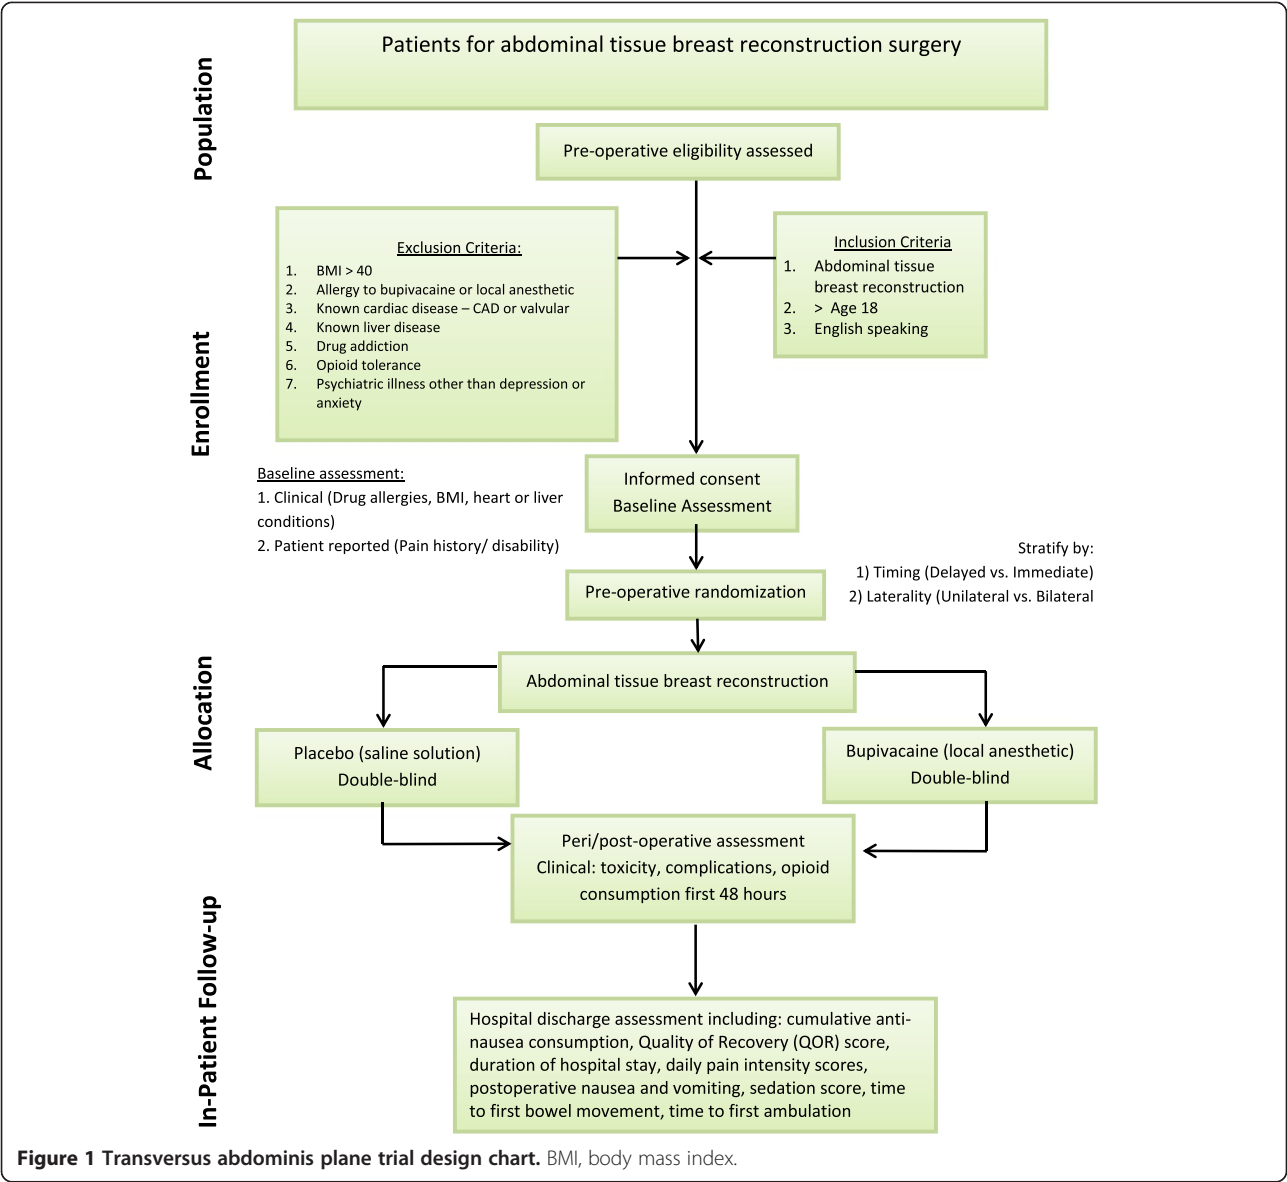 Population
Patients for abdominal tissue breast reconstruction surgery
Pre-operative eligibility assessed
Enrollment
Exclusion Criteria:
1. BMI > 40
2. Allergy to bupivacaine or local anesthetic
3. Known cardiac disease – CAD or valvular
4. Known liver disease
5. Drug addiction
6. Opioid tolerance
7. Psychiatric illness other than depression or
anxiety
Inclusion Criteria
1. Abdominal tissue
breast reconstruction
2. > Age 18
3. English speaking
Baseline assessment:
1. Clinical (Drug allergies, BMI, heart or liver
conditions)
2. Patient reported (Pain history/ disability)
Informed consent
Baseline Assessment
Stratify by:
1) Timing (Delayed vs. Immediate)
2) Laterality (Unilateral vs. Bilateral
Pre-operative randomization
Allocation
Abdominal tissue breast reconstruction
Placebo (saline solution)
Double-blind
Bupivacaine (local anesthetic)
Double-blind
In-Patient Follow-up
Peri/post-operative assessment
Clinical: toxicity, complications, opioid
consumption first 48 hours
Hospital discharge assessment including: cumulative anti-
nausea consumption, Quality of Recovery (QOR) score,
duration of hospital stay, daily pain intensity scores,
postoperative nausea and vomiting, sedation score, time
to first bowel movement, time to first ambulation
Figure 1 Transversus abdominis plane trial design chart. BMI, body mass index.